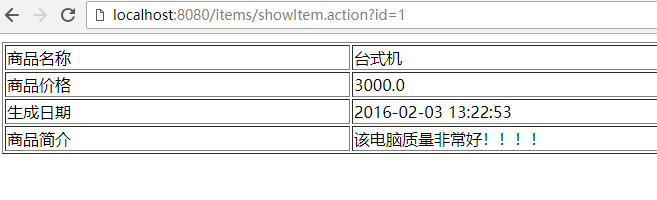 localhost:8080/items/showItem.action?id=1
商品名称 台式机
商品价格 3000.0
生成日期 2016-02-03 13:22:53
商品简介 该电脑质量非常好！！！！